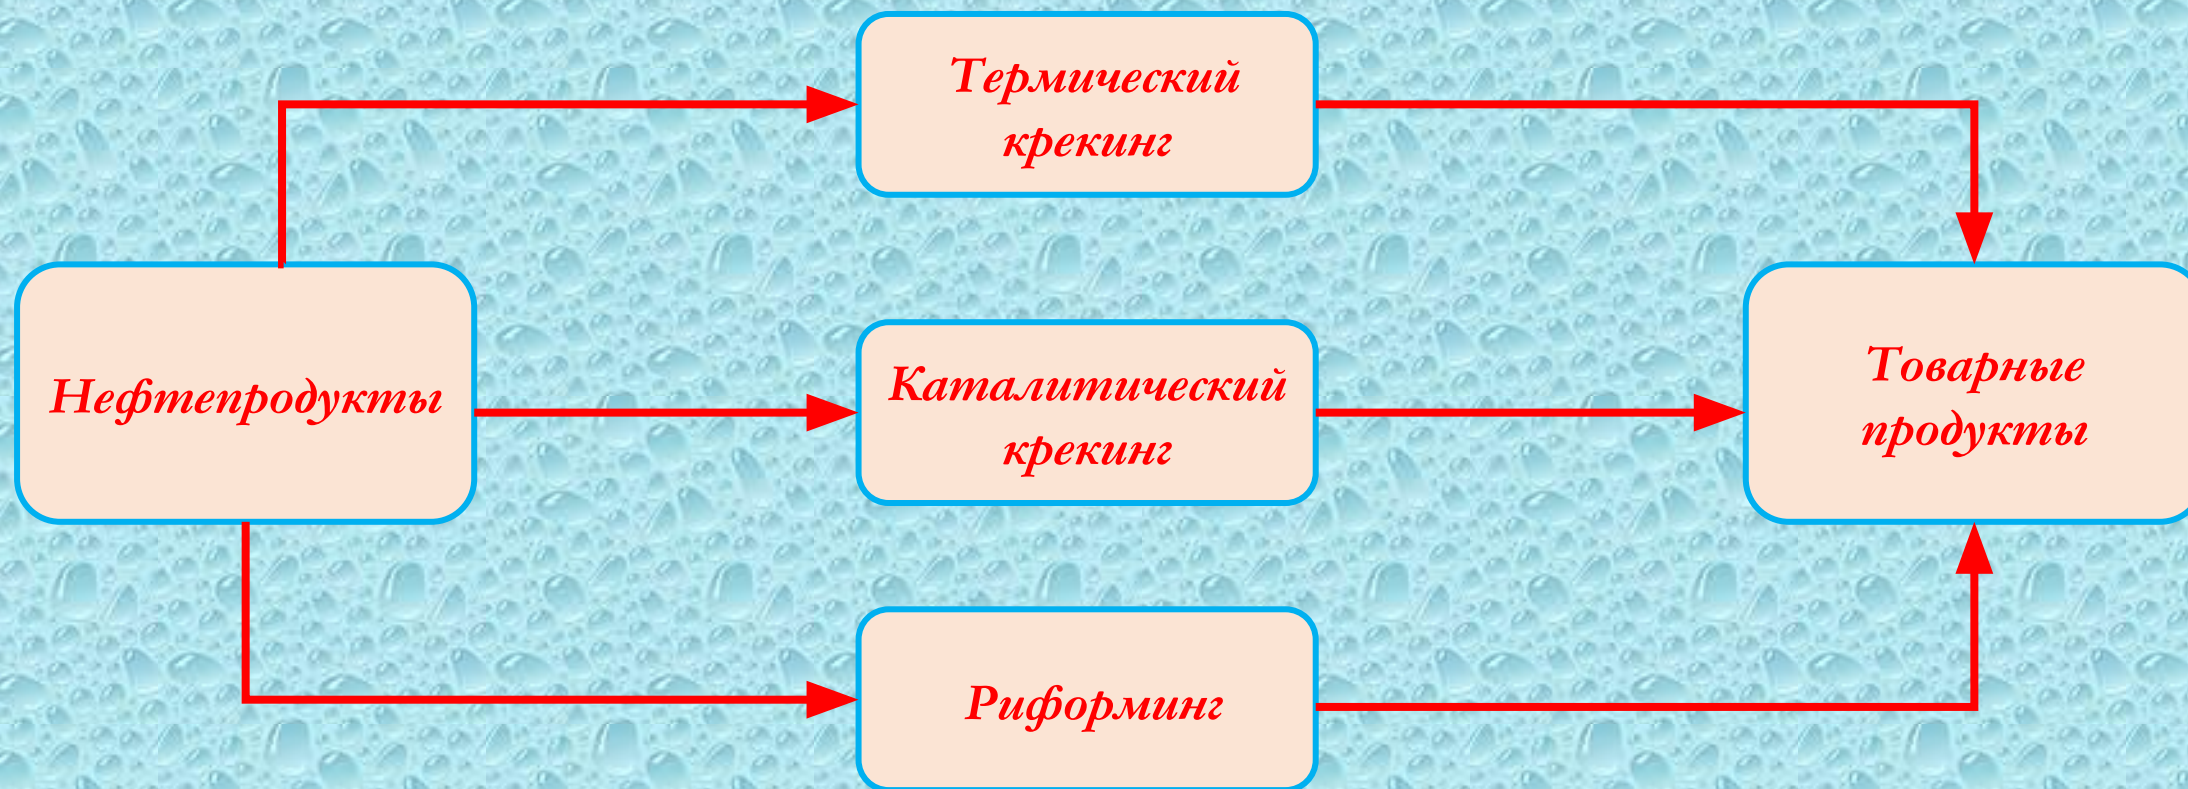 Термический
крекинг
Нефтепродукты
Каталитический
крекинг
Товарные
продукты
Риформинг